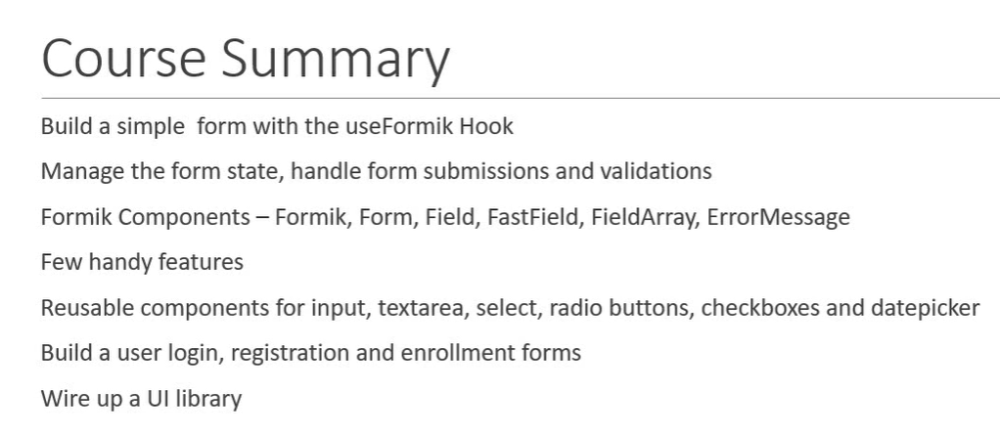 Course Summary
Build a simple  form with the useFormik Hook
Manage the form state, handle form submissions and validations
Formik Components – Formik, Form, Field, FastField, FieldArray, ErrorMessage
Few handy features
Reusable components for input, textarea, select, radio buttons, checkboxes and datepicker
Build a user login, registration and enrollment forms
Wire up a UI library